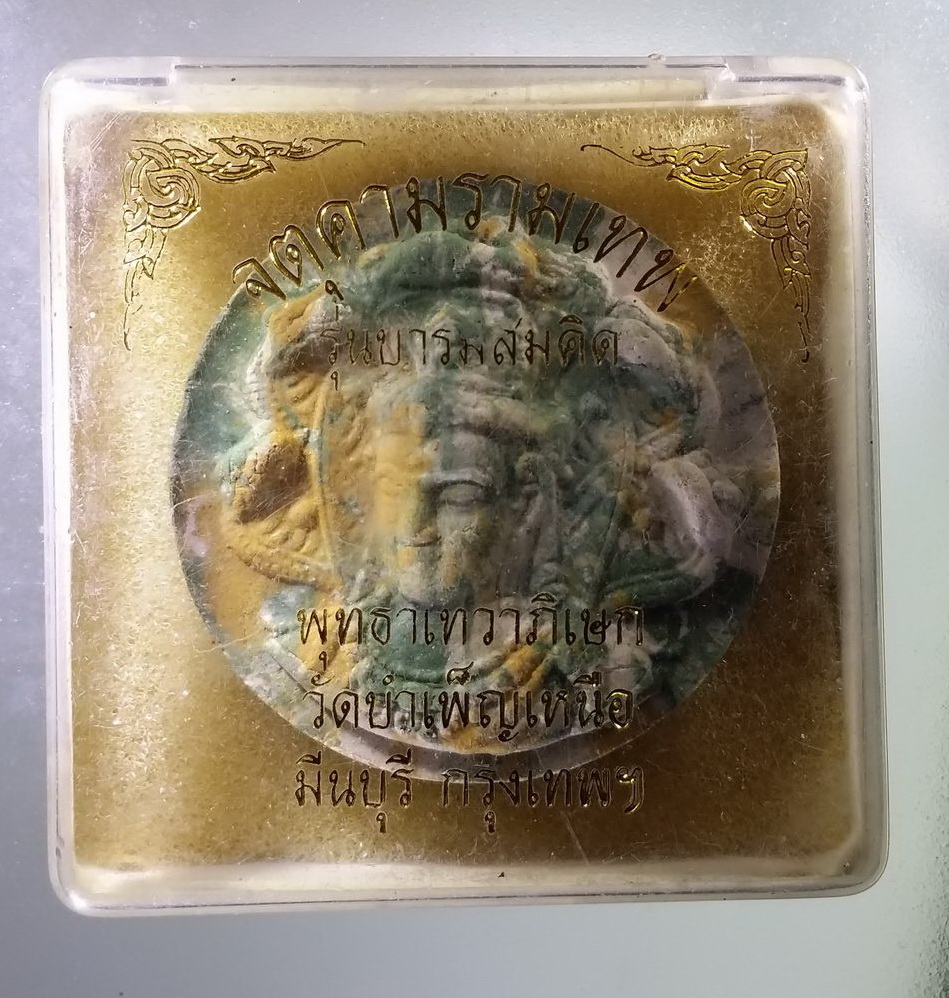 จตุคามรามเทพ
รุ่นบารมีสมคิด
พุทธาเทวาภิเษก
วัดบำเพ็ญเหนือ
มีนบุรี กรุงเทพฯ